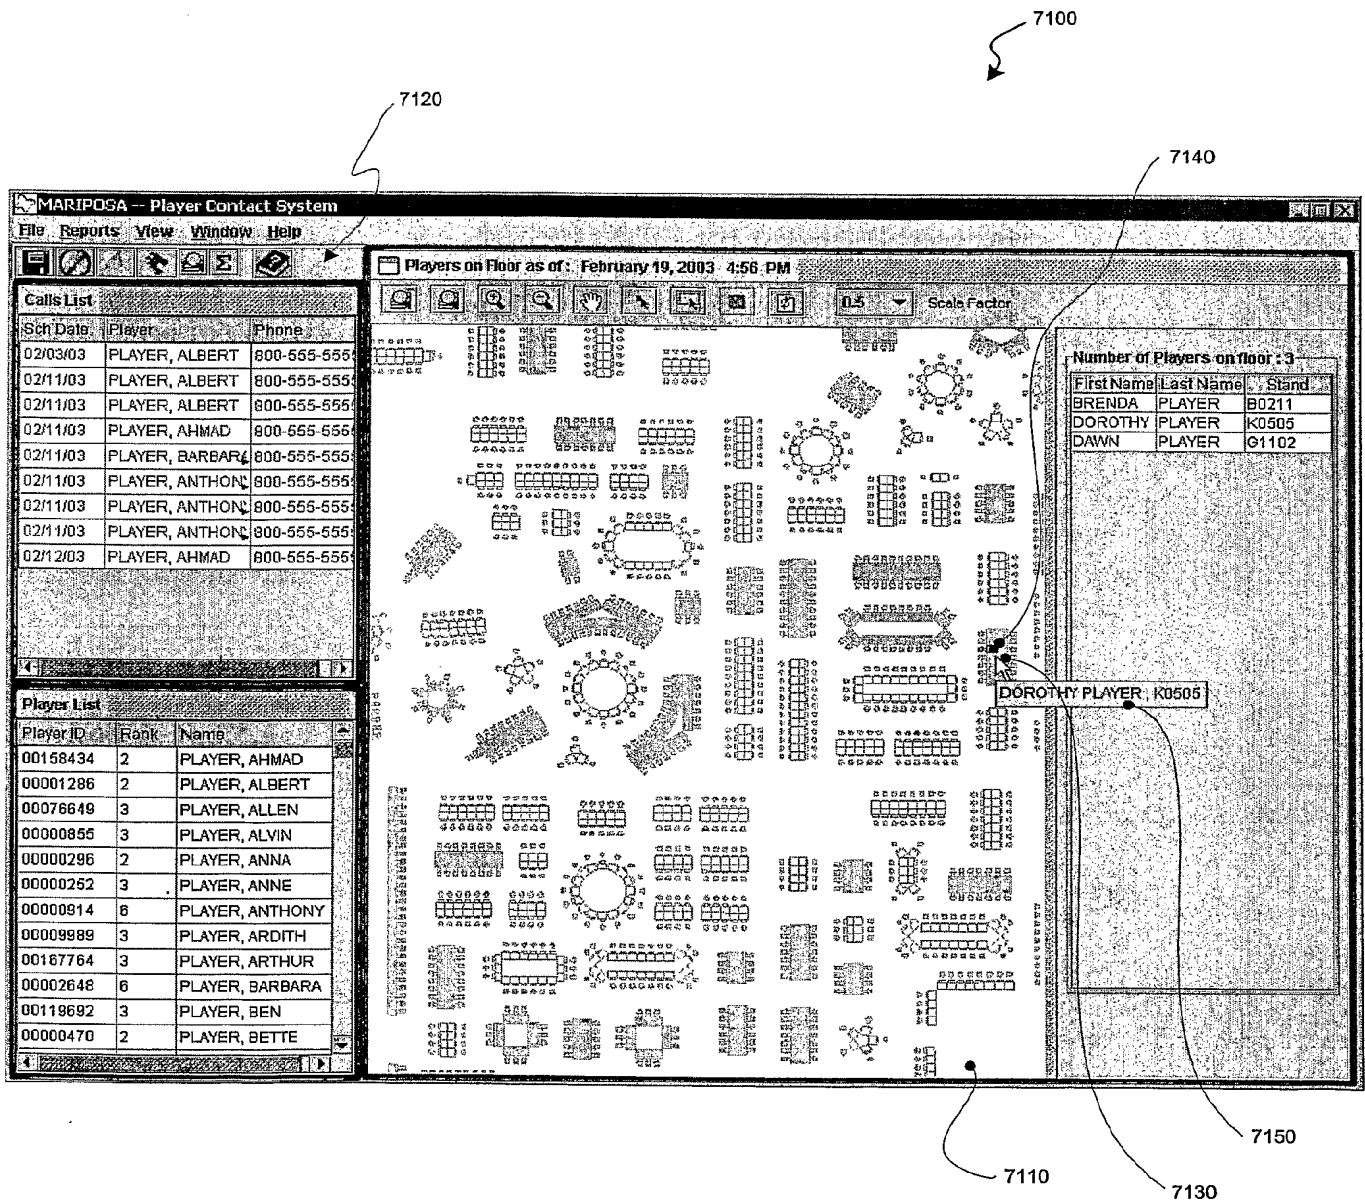 7100
7120
7140
MARIPOSA -- Player Contact System
File Reports View Window Help
Players on Floor as of: February 19, 2003 4:56 PM
0.5 Scale Factor
Calls List
Sch Date Player Phone
02/03/03 PLAYER, ALBERT 800-555-555
02/11/03 PLAYER, ALBERT 800-555-555
02/11/03 PLAYER, ALBERT 800-555-555
02/11/03 PLAYER, AHMAD 800-555-555
02/11/03 PLAYER, BARBARA 800-555-555
02/11/03 PLAYER, ANTHON 800-555-555
02/11/03 PLAYER, ANTHON 800-555-555
02/11/03 PLAYER, ANTHON 800-555-555
02/12/03 PLAYER, AHMAD 800-555-555
Player List
Player ID Rank Name
00158434 2 PLAYER, AHMAD
00001286 2 PLAYER, ALBERT
00076649 3 PLAYER, ALLEN
00000855 3 PLAYER, ALVIN
00000296 2 PLAYER, ANNA
00000252 3 PLAYER, ANNE
00000914 6 PLAYER, ANTHONY
00009989 3 PLAYER, ARDITH
00167764 3 PLAYER, ARTHUR
00002648 6 PLAYER, BARBARA
00119692 3 PLAYER, BEN
00000470 2 PLAYER, BETTE
Number of Players on floor : 3
First Name Last Name Stand
BRENDA PLAYER B0211
DOROTHY PLAYER K0505
DAWN PLAYER G1102
DOROTHY PLAYER , K0505
7150
7110
7130